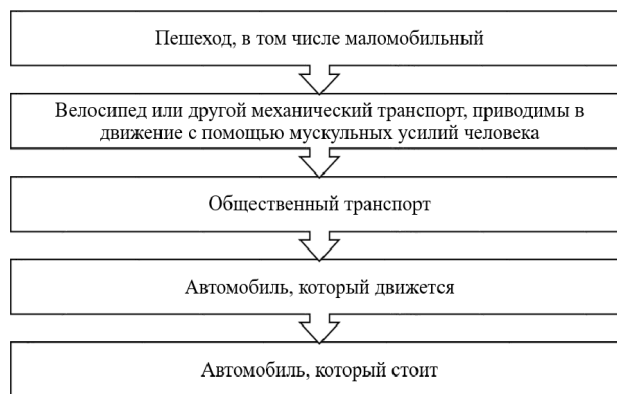 Пешеход, в том числе маломобильный
Велосипед или другой механический транспорт, приводимы в
движение с помощью мускульных усилий человека
Общественный транспорт
Автомобиль, который движется
Автомобиль, который стоит